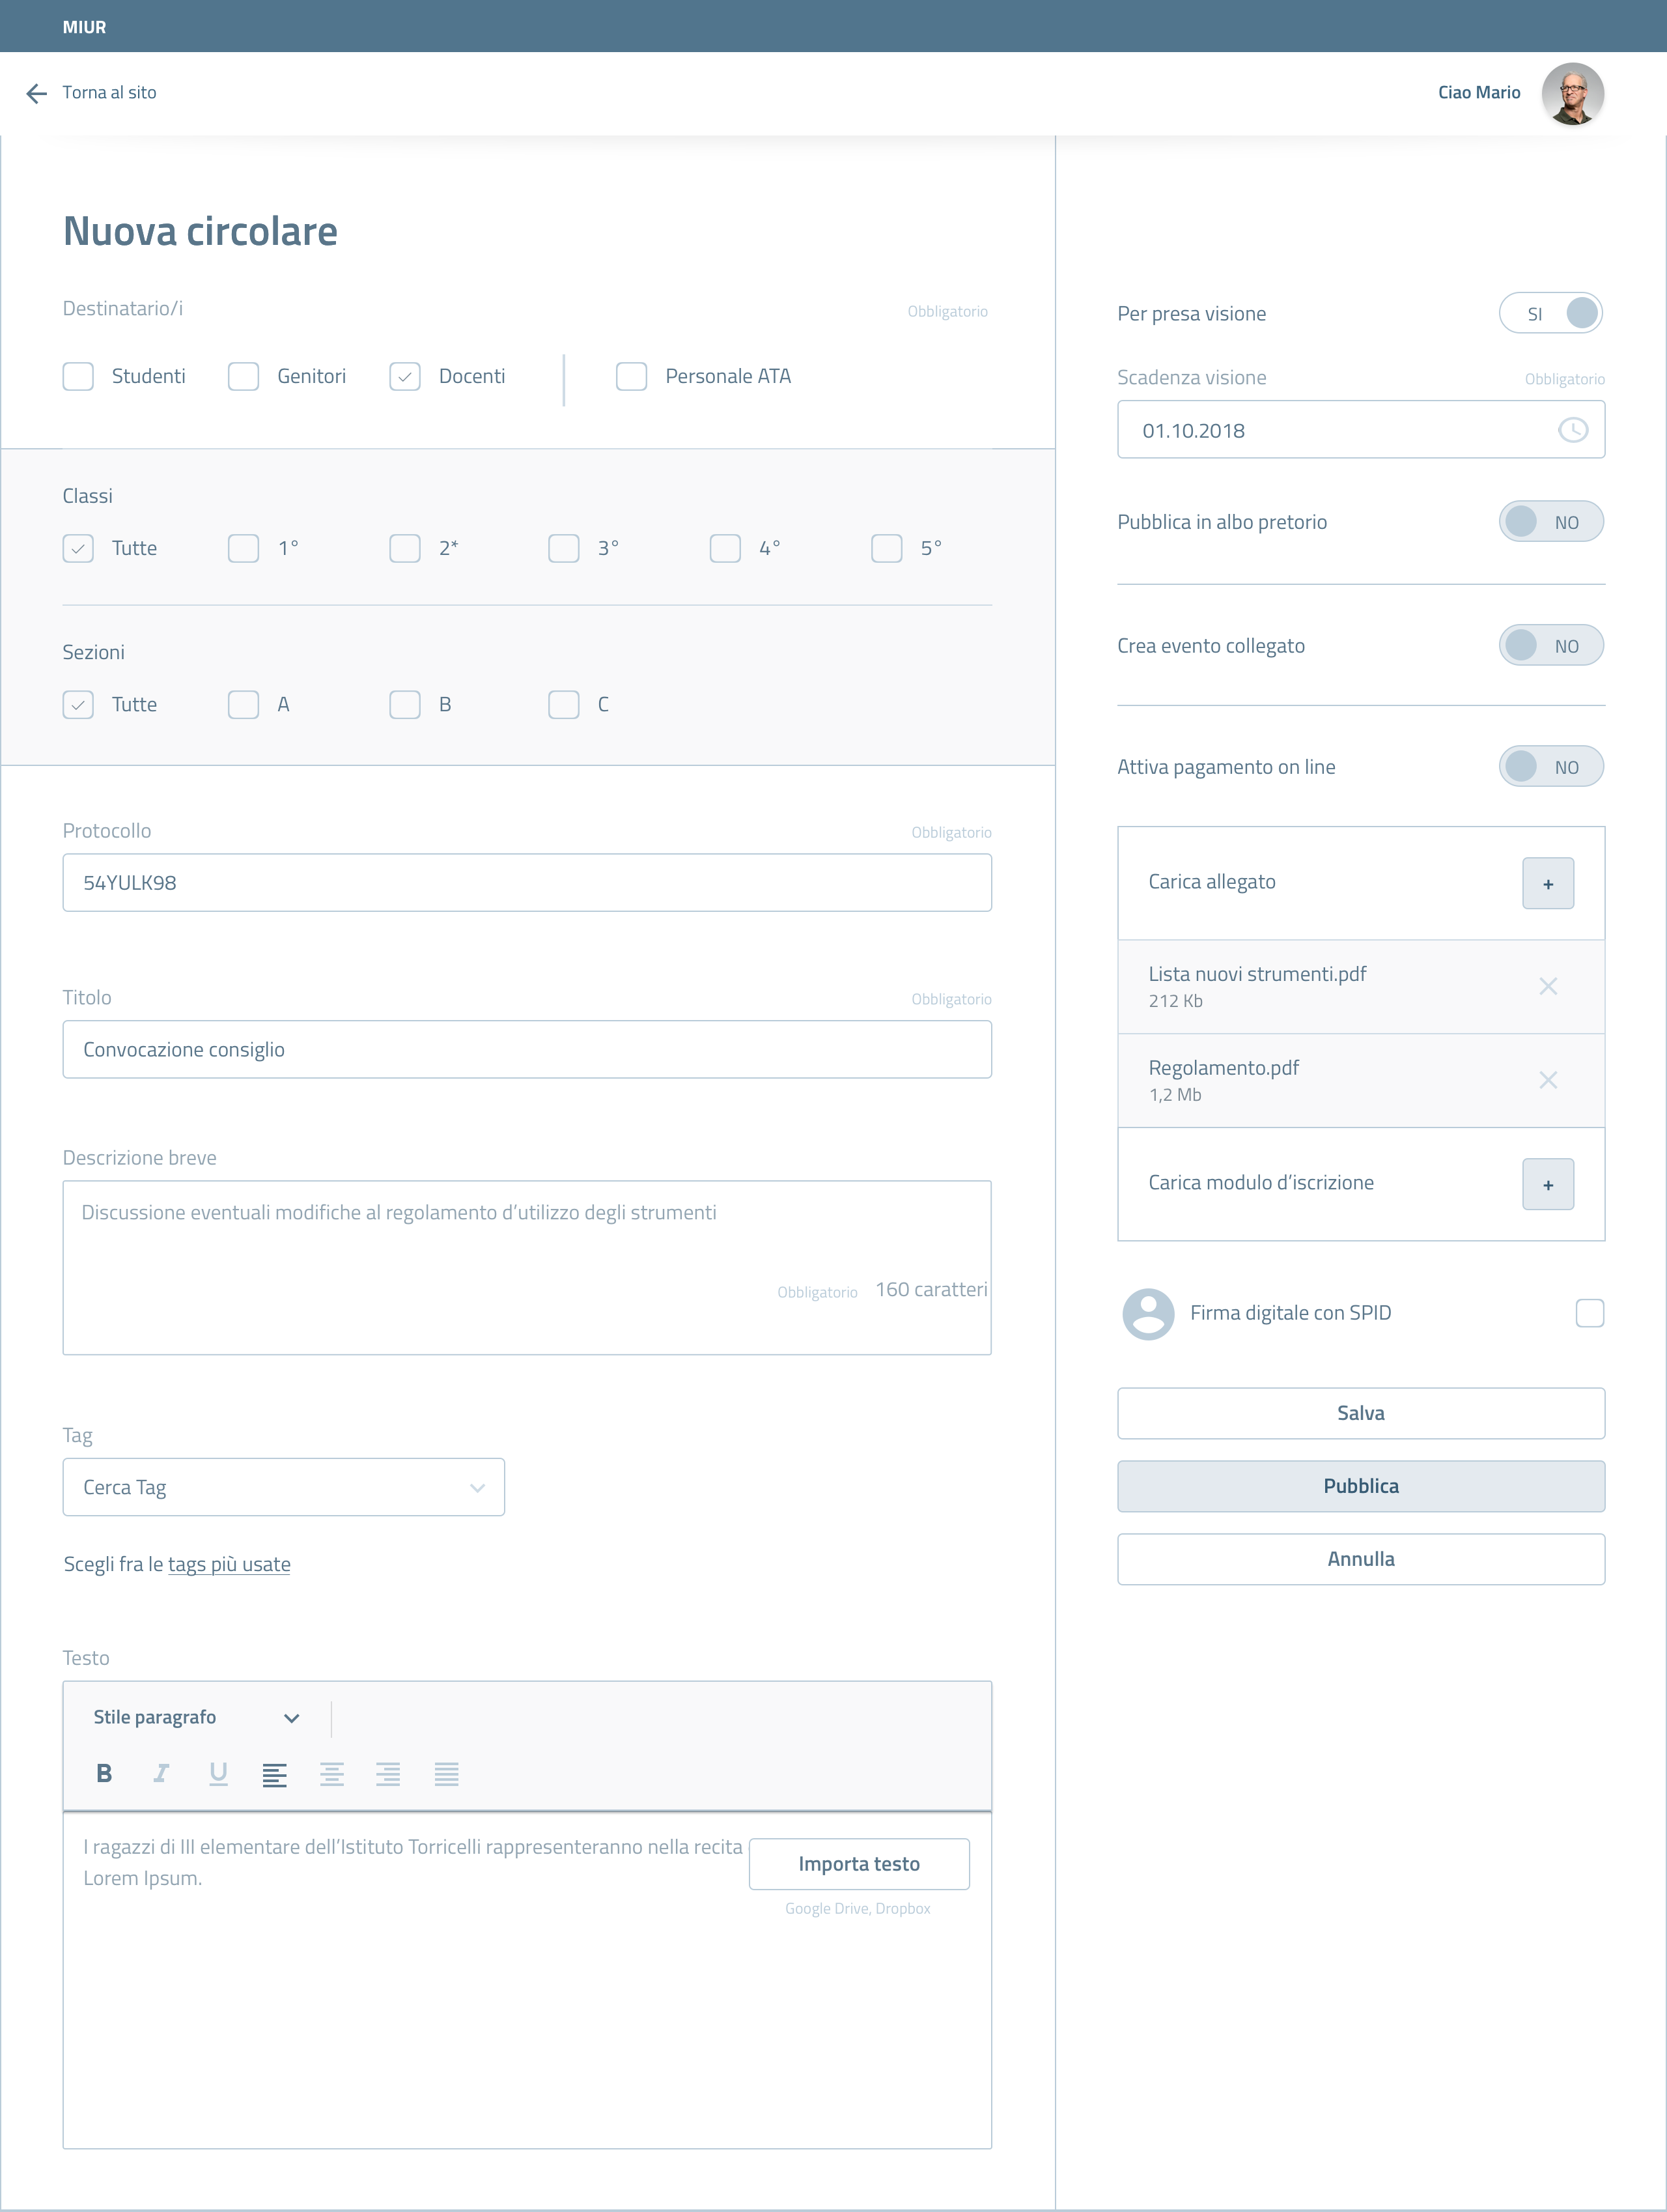 MIUR
Torna al sito
Ciao Mario
Nuova circolare
Destinatario/i
Obbligatorio
Studenti
Genitori
Docenti
Personale ATA
Classi
Tutte
1°
2*
3°
4°
5°
Sezioni
Tutte
A
B
C
Protocollo
Obbligatorio
54YULK98
Titolo
Obbligatorio
Convocazione consiglio
Descrizione breve
Discussione eventuali modifiche al regolamento d’utilizzo degli strumenti
Obbligatorio
160 caratteri
Tag
Cerca Tag
Scegli fra le tags più usate
Testo
Stile paragrafo
B I U
I ragazzi di III elementare dell’Istituto Torricelli rappresenteranno nella recita
Lorem Ipsum.
Importa testo
Google Drive, Dropbox
Per presa visione
SI
Scadenza visione
Obbligatorio
01.10.2018
Pubblica in albo pretorio
NO
Crea evento collegato
NO
Attiva pagamento on line
NO
Carica allegato
+
Lista nuovi strumenti.pdf
212 Kb
Regolamento.pdf
1,2 Mb
Carica modulo d’iscrizione
+
Firma digitale con SPID
Salva
Pubblica
Annulla